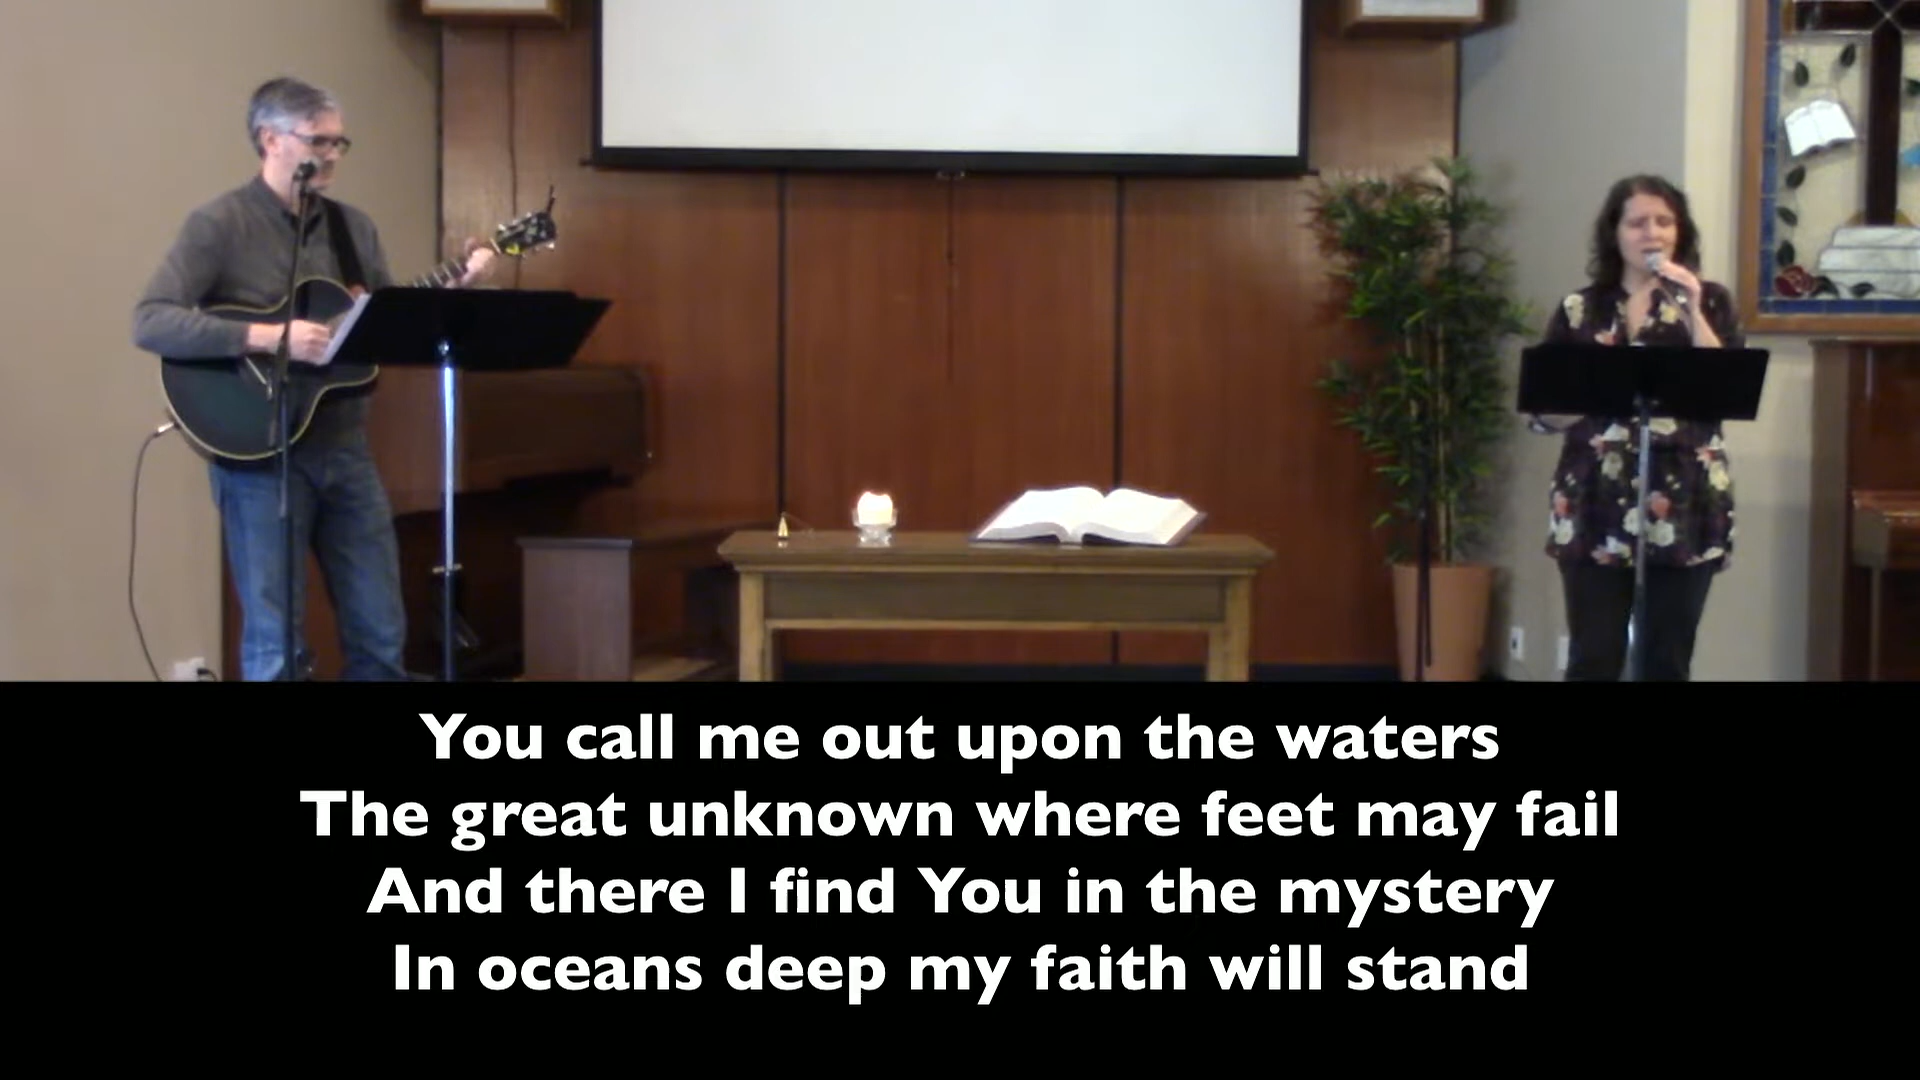 You call me out upon the waters
The great unknown where feet may fail
And there I find You in the mystery
In oceans deep my faith will stand